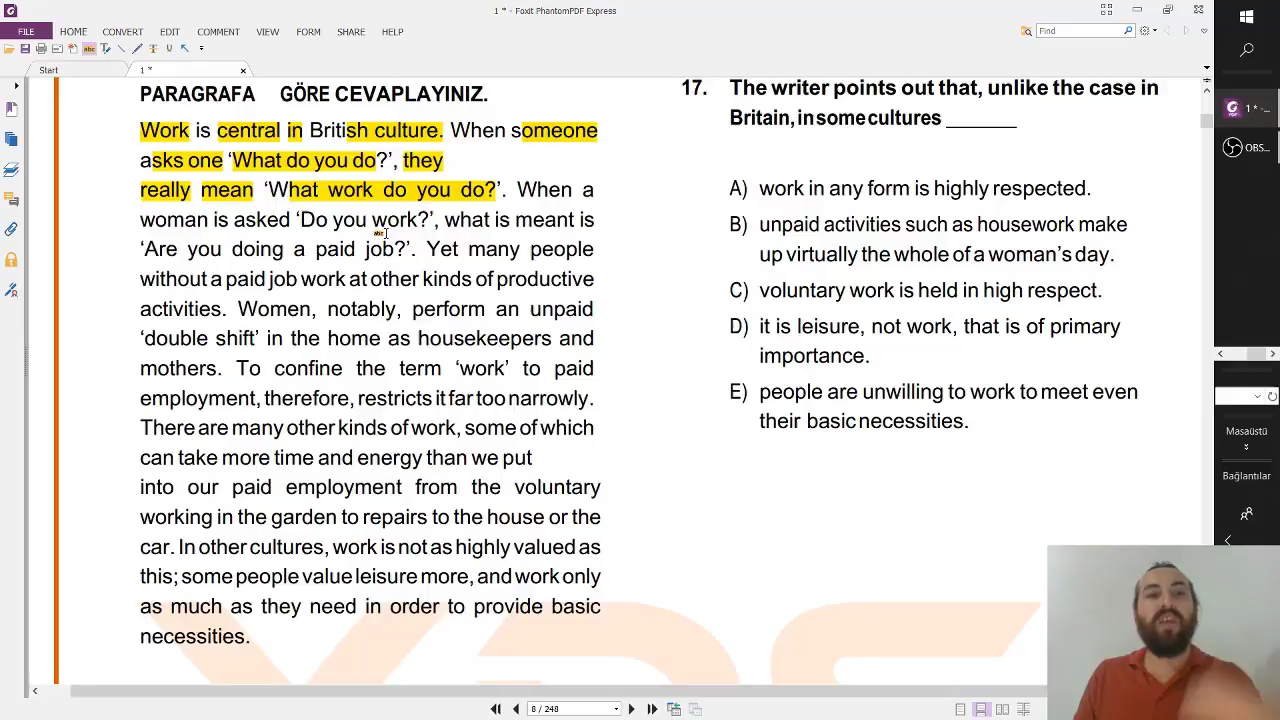 1 * - Foxit PhantomPDF Express
FILE HOME CONVERT EDIT COMMENT VIEW FORM SHARE HELP
Find
Start
1 *
PARAGRAFA GÖRE CEVAPLAYINIZ.
Work is central in British culture. When someone
asks one ‘What do you do?’, they
really mean ‘What work do you do?’. When a
woman is asked ‘Do you work?’, what is meant is
‘Are you doing a paid job?’. Yet many people
without a paid job work at other kinds of productive
activities. Women, notably, perform an unpaid
‘double shift’ in the home as housekeepers and
mothers. To confine the term ‘work’ to paid
employment, therefore, restricts it far too narrowly.
There are many other kinds of work, some of which
can take more time and energy than we put
into our paid employment from the voluntary
working in the garden to repairs to the house or the
car. In other cultures, work is not as highly valued as
this; some people value leisure more, and work only
as much as they need in order to provide basic
necessities.
17. The writer points out that, unlike the case in
Britain, in some cultures _______
A) work in any form is highly respected.
B) unpaid activities such as housework make
up virtually the whole of a woman’s day.
C) voluntary work is held in high respect.
D) it is leisure, not work, that is of primary
importance.
E) people are unwilling to work to meet even
their basic necessities.
8 / 248
1 *
OBS...
Masaüstü
Bağlantılar